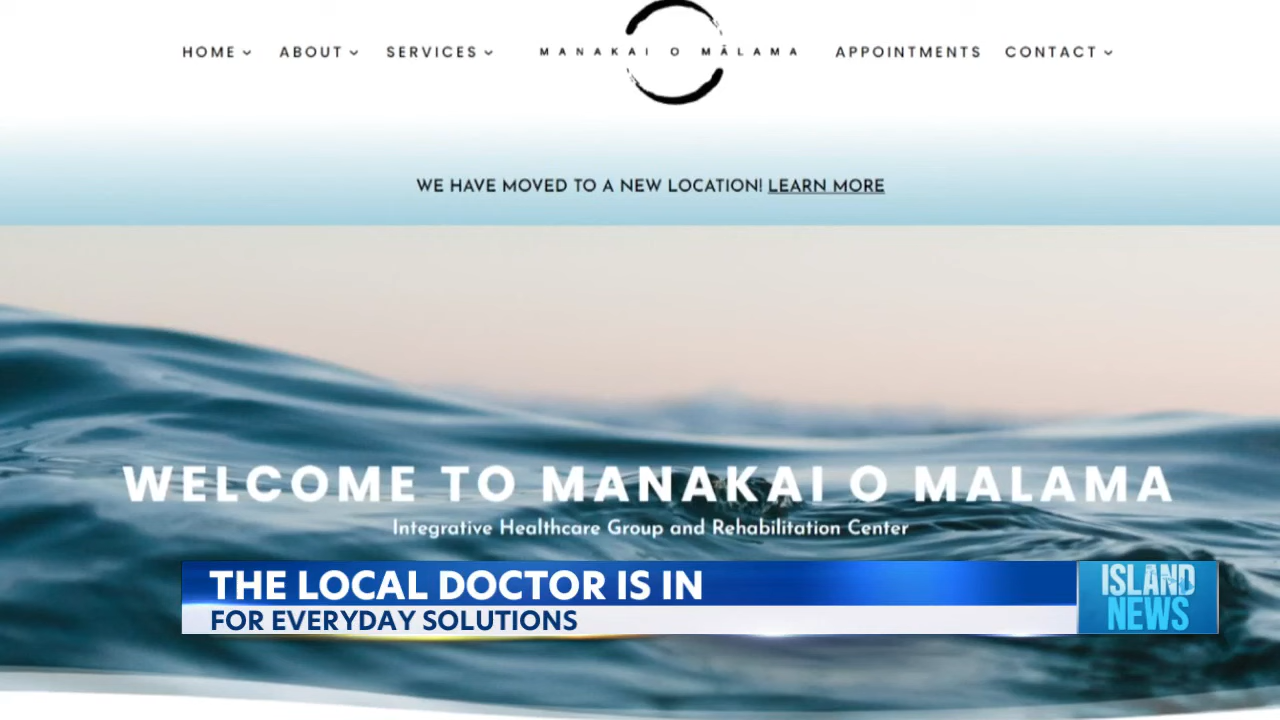 HOME ABOUT SERVICES MANAKAI O MĀLAMA APPOINTMENTS CONTACT
WE HAVE MOVED TO A NEW LOCATION! LEARN MORE
WELCOME TO MANAKAI O MALAMA
Integrative Healthcare Group and Rehabilitation Center
THE LOCAL DOCTOR IS IN
FOR EVERYDAY SOLUTIONS
ISLAND
NEWS